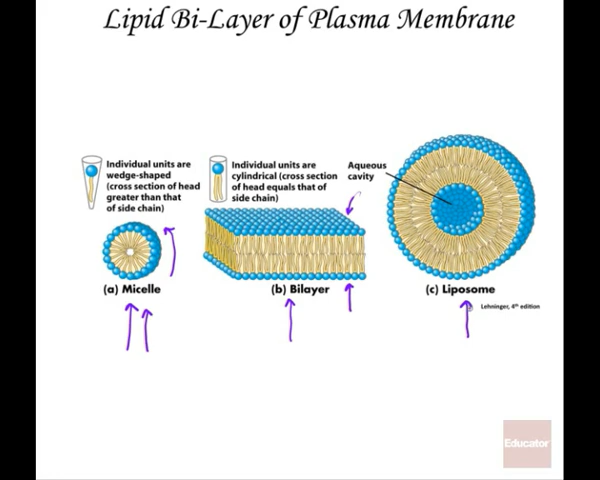 Lipid Bi-Layer of Plasma Membrane
Individual units are
wedge-shaped
(cross section of head
greater than that
of side chain)
Individual units are
cylindrical (cross section
of head equals that of
side chain)
Aqueous
cavity
(a) Micelle
(b) Bilayer
(c) Liposome
Lehninger, 4th edition
Educator